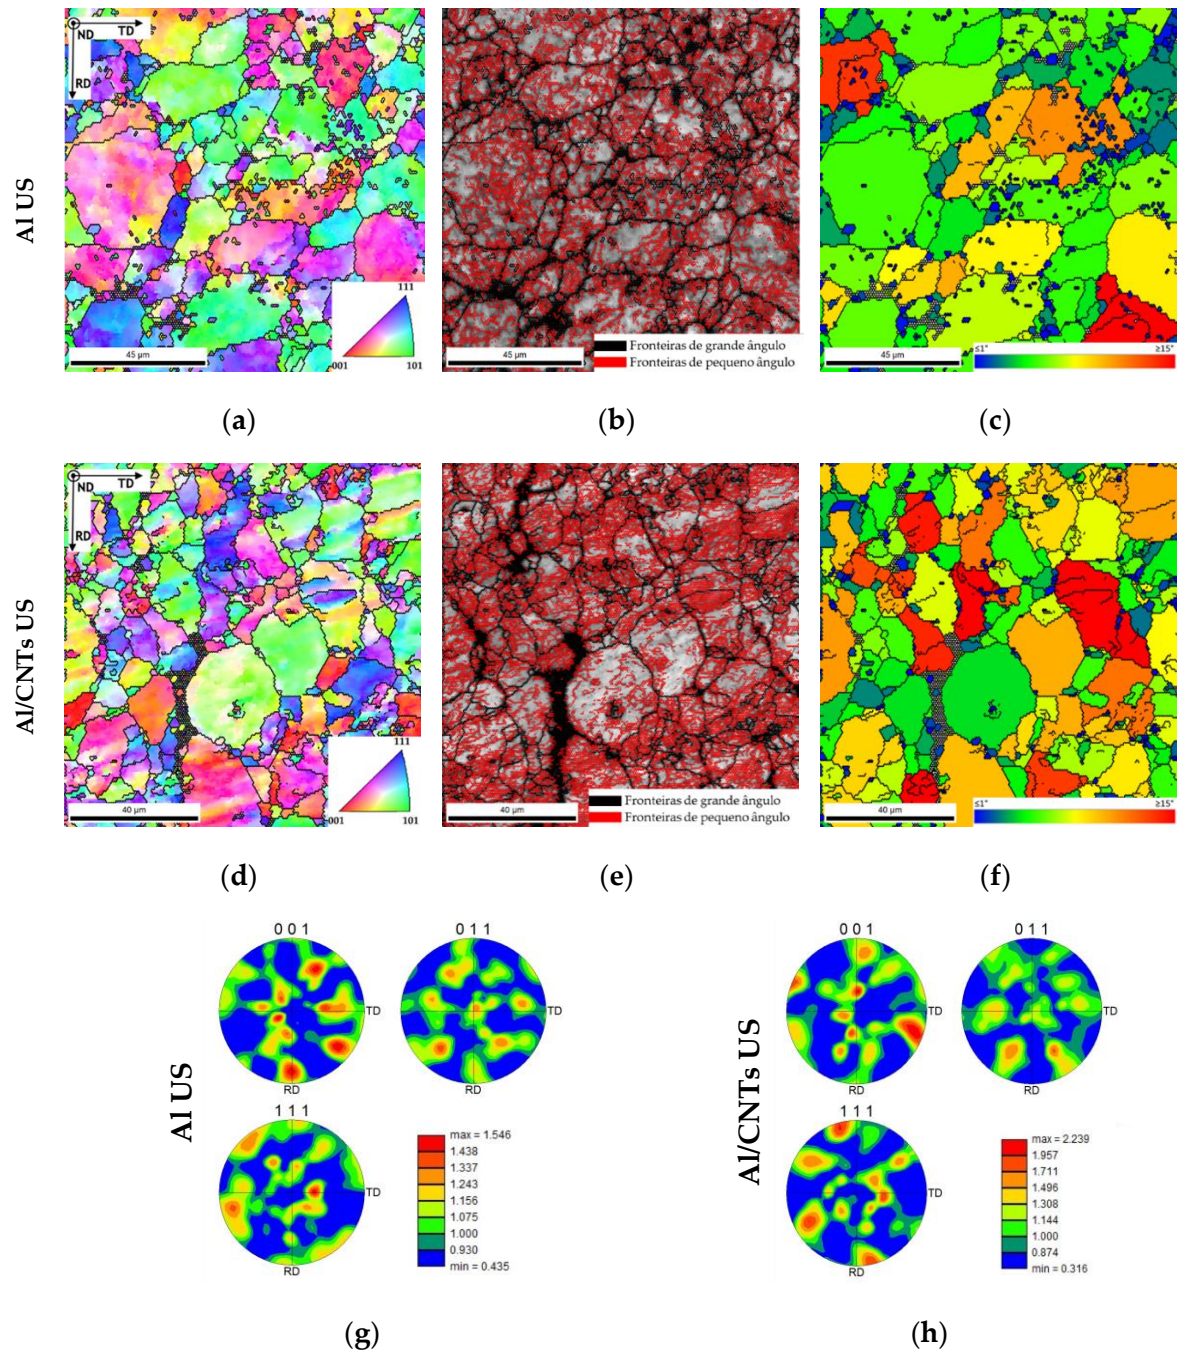 Al US
ND
TD
RD
111
001
101
45 µm
45 µm
Fronteiras de grande ângulo
Fronteiras de pequeno ângulo
≤1°
≥15°
45 µm
(a)
(b)
(c)
Al/CNTs US
ND
TD
RD
111
001
101
40 µm
40 µm
Fronteiras de grande ângulo
Fronteiras de pequeno ângulo
≤1°
≥15°
40 µm
(d)
(e)
(f)
Al US
0 0 1
TD
RD
0 1 1
TD
RD
1 1 1
TD
RD
max = 1.546
1.438
1.337
1.243
1.156
1.075
1.000
0.930
min = 0.435
(g)
Al/CNTs US
0 0 1
TD
RD
0 1 1
TD
RD
1 1 1
TD
RD
max = 2.239
1.957
1.711
1.496
1.308
1.144
1.000
0.874
min = 0.316
(h)